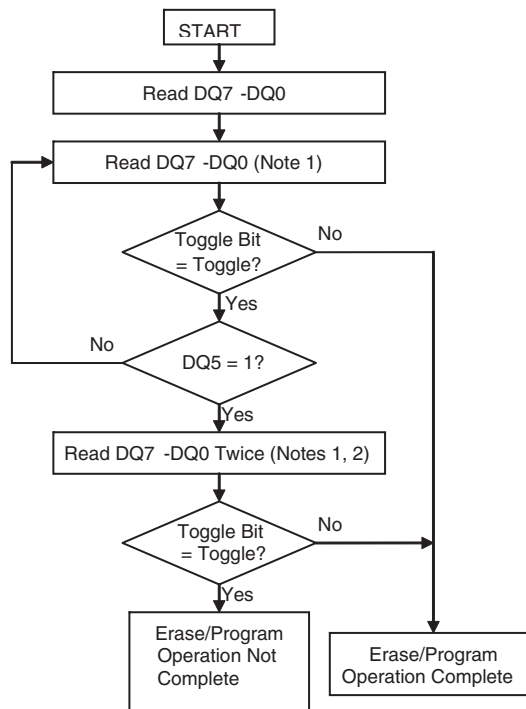 START
Read DQ7 -DQ0
Read DQ7 -DQ0 (Note 1)
Toggle Bit
= Toggle?
No
Yes
No
DQ5 = 1?
Yes
Read DQ7 -DQ0 Twice (Notes 1, 2)
Toggle Bit
= Toggle?
No
Yes
Erase/Program
Operation Not
Complete
Erase/Program
Operation Complete